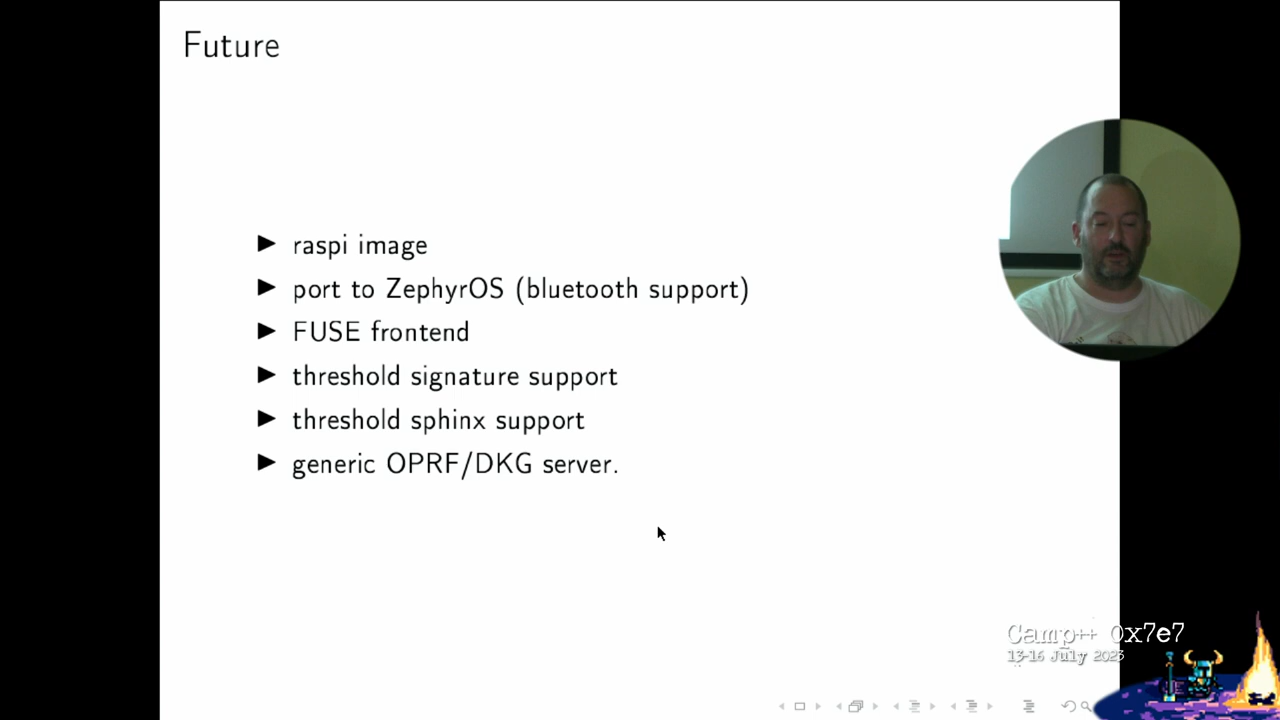 Future
raspi image
port to ZephyrOS (bluetooth support)
FUSE frontend
threshold signature support
threshold sphinx support
generic OPRF/DKG server.
Camp++ 0x7e7
13-16 July 2023